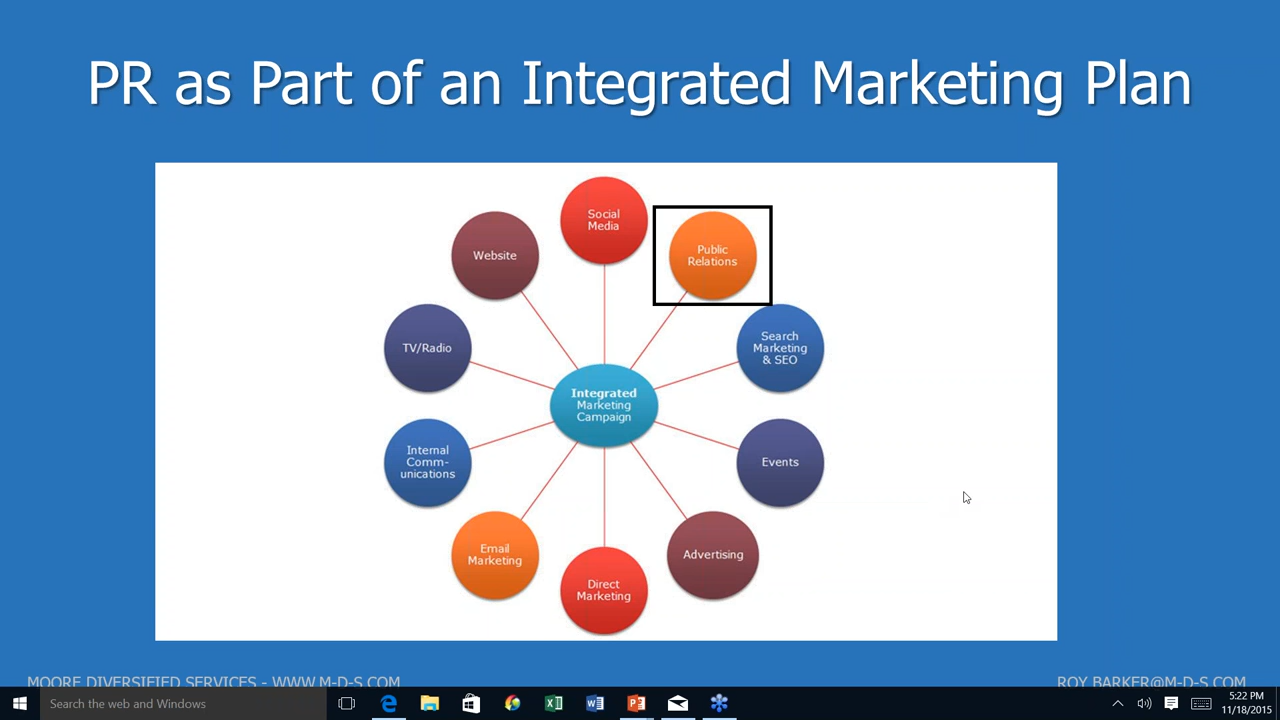 PR as Part of an Integrated Marketing Plan
Social
Media
Public
Relations
Website
Search
Marketing
& SEO
TV/Radio
Integrated
Marketing
Campaign
Internal
Comm-
unications
Events
Email
Marketing
Advertising
Direct
Marketing
MOORE DIVERSIFIED SERVICES - WWW.M-D-S.COM
ROY.BARKER@M-D-S.COM
Search the web and Windows
5:22 PM
11/18/2015